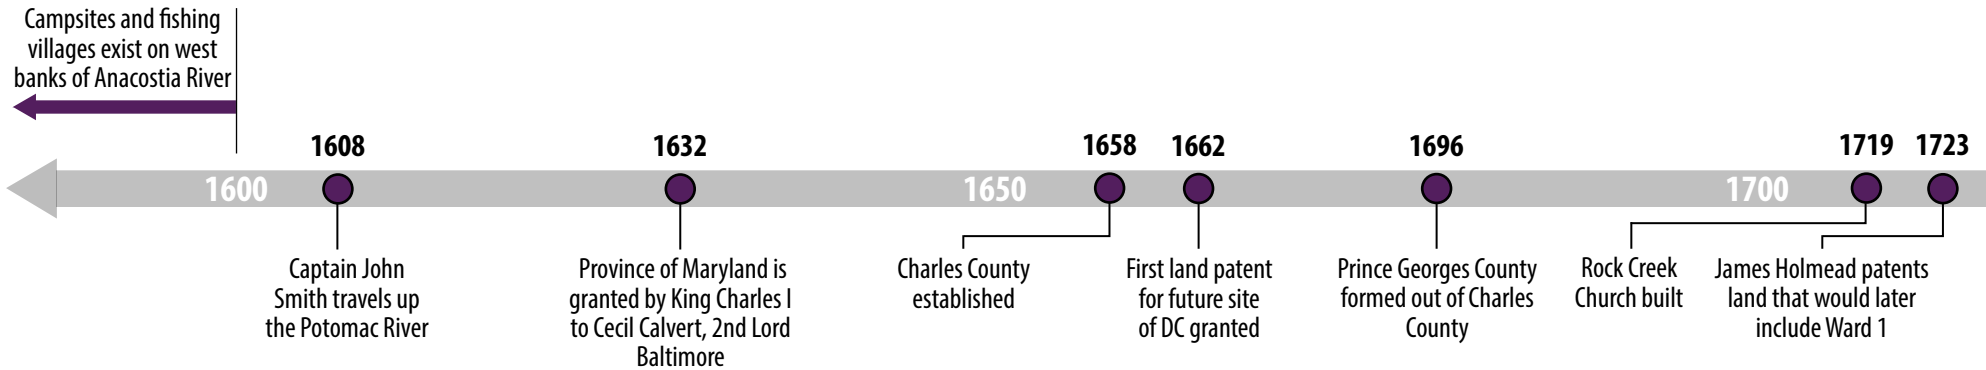 Campsites and fishing
villages exist on west
banks of Anacostia River
1608
1632
1658
1662
1696
1719
1723
1600
1650
1700
Captain John
Smith travels up
the Potomac River
Province of Maryland is
granted by King Charles I
to Cecil Calvert, 2nd Lord
Baltimore
Charles County
established
First land patent
for future site
of DC granted
Prince Georges County
formed out of Charles
County
Rock Creek
Church built
James Holmead patents
land that would later
include Ward 1